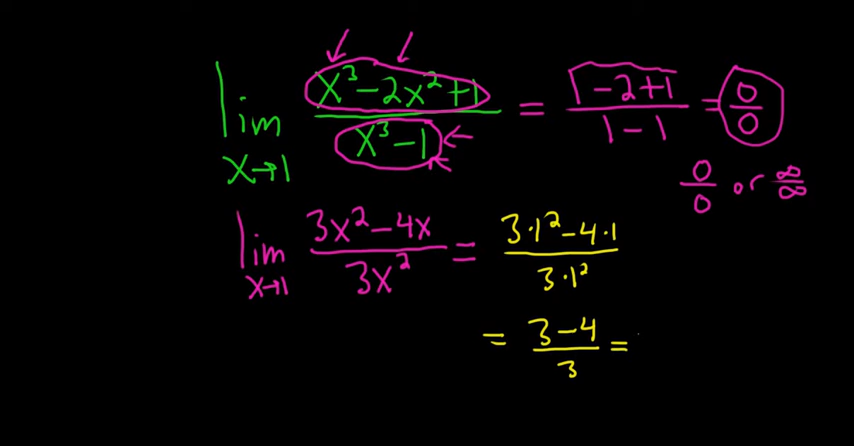 lim x→1 (x³ − 2x² + 1)/(x³ − 1) = (1 − 2 + 1)/(1 − 1) = 0/0
0/0 or ∞/∞
lim x→1 (3x² − 4x)/(3x²) = (3·1² − 4·1)/(3·1²)
= (3 − 4)/3 =